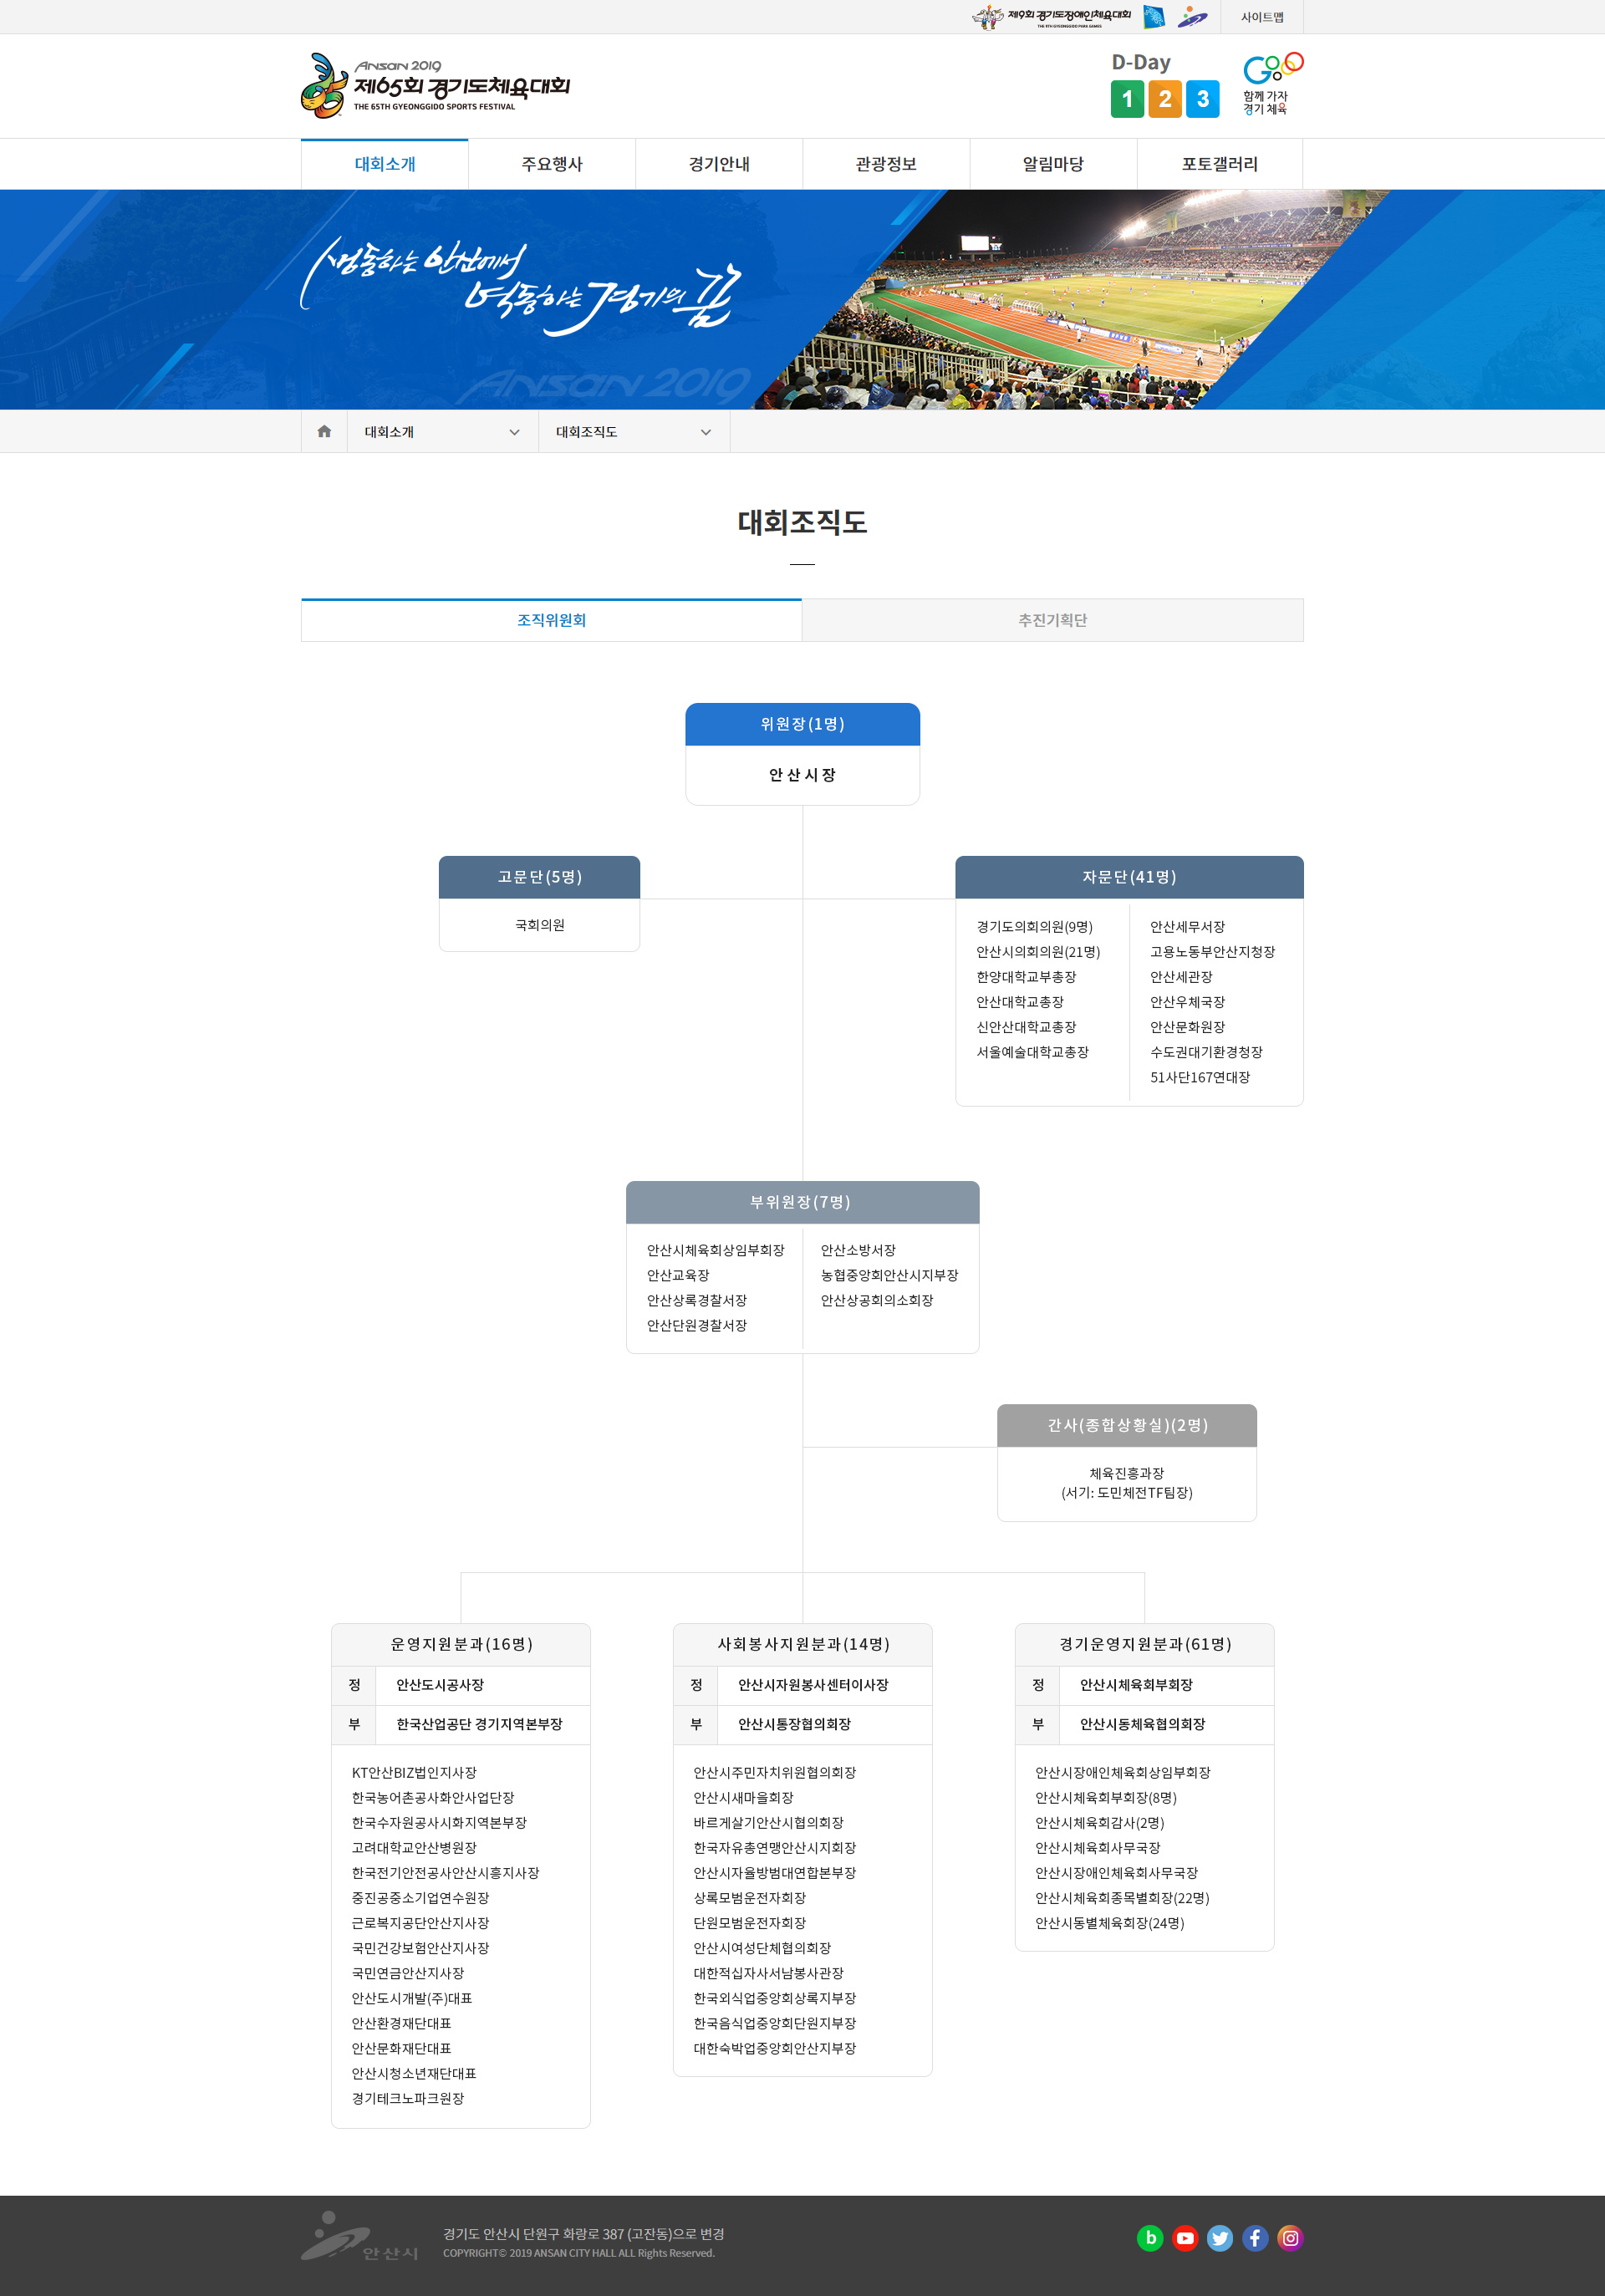 제9회 경기도장애인체육대회
THE 9TH GYEONGGIDO PARA GAMES
사이트맵
ANSAN 2019
제65회 경기도체육대회
THE 65TH GYEONGGIDO SPORTS FESTIVAL
D-Day
1 2 3
함께 가자
경기 체육
대회소개 주요행사 경기안내 관광정보 알림마당 포토갤러리
생동하는 안산에서
역동하는 경기의 꿈
ANSAN 2019
대회소개 대회조직도
대회조직도
조직위원회 추진기획단
위원장(1명)
안 산 시 장
고문단(5명)
국회의원
자문단(41명)
경기도의회의원(9명)
안산시의회의원(21명)
한양대학교부총장
안산대학교총장
신안산대학교총장
서울예술대학교총장
안산세무서장
고용노동부안산지청장
안산세관장
안산우체국장
안산문화원장
수도권대기환경청장
51사단167연대장
부위원장(7명)
안산시체육회상임부회장
안산교육장
안산상록경찰서장
안산단원경찰서장
안산소방서장
농협중앙회안산시지부장
안산상공회의소회장
간사(종합상황실)(2명)
체육진흥과장
(서기: 도민체전TF팀장)
운영지원분과(16명)
정 안산도시공사장
부 한국산업공단 경기지역본부장
KT안산BIZ법인지사장
한국농어촌공사화안사업단장
한국수자원공사시화지역본부장
고려대학교안산병원장
한국전기안전공사안산시흥지사장
중진공중소기업연수원장
근로복지공단안산지사장
국민건강보험안산지사장
국민연금안산지사장
안산도시개발(주)대표
안산환경재단대표
안산문화재단대표
안산시청소년재단대표
경기테크노파크원장
사회봉사지원분과(14명)
정 안산시자원봉사센터이사장
부 안산시통장협의회장
안산시주민자치위원협의회장
안산시새마을회장
바르게살기안산시협의회장
한국자유총연맹안산시지회장
안산시자율방범대연합본부장
상록모범운전자회장
단원모범운전자회장
안산시여성단체협의회장
대한적십자사서남봉사관장
한국외식업중앙회상록지부장
한국음식업중앙회단원지부장
대한숙박업중앙회안산지부장
경기운영지원분과(61명)
정 안산시체육회부회장
부 안산시동체육협의회장
안산시장애인체육회상임부회장
안산시체육회부회장(8명)
안산시체육회감사(2명)
안산시체육회사무국장
안산시장애인체육회사무국장
안산시체육회종목별회장(22명)
안산시동별체육회장(24명)
안산시
경기도 안산시 단원구 화랑로 387 (고잔동)으로 변경
COPYRIGHT© 2019 ANSAN CITY HALL ALL Rights Reserved.